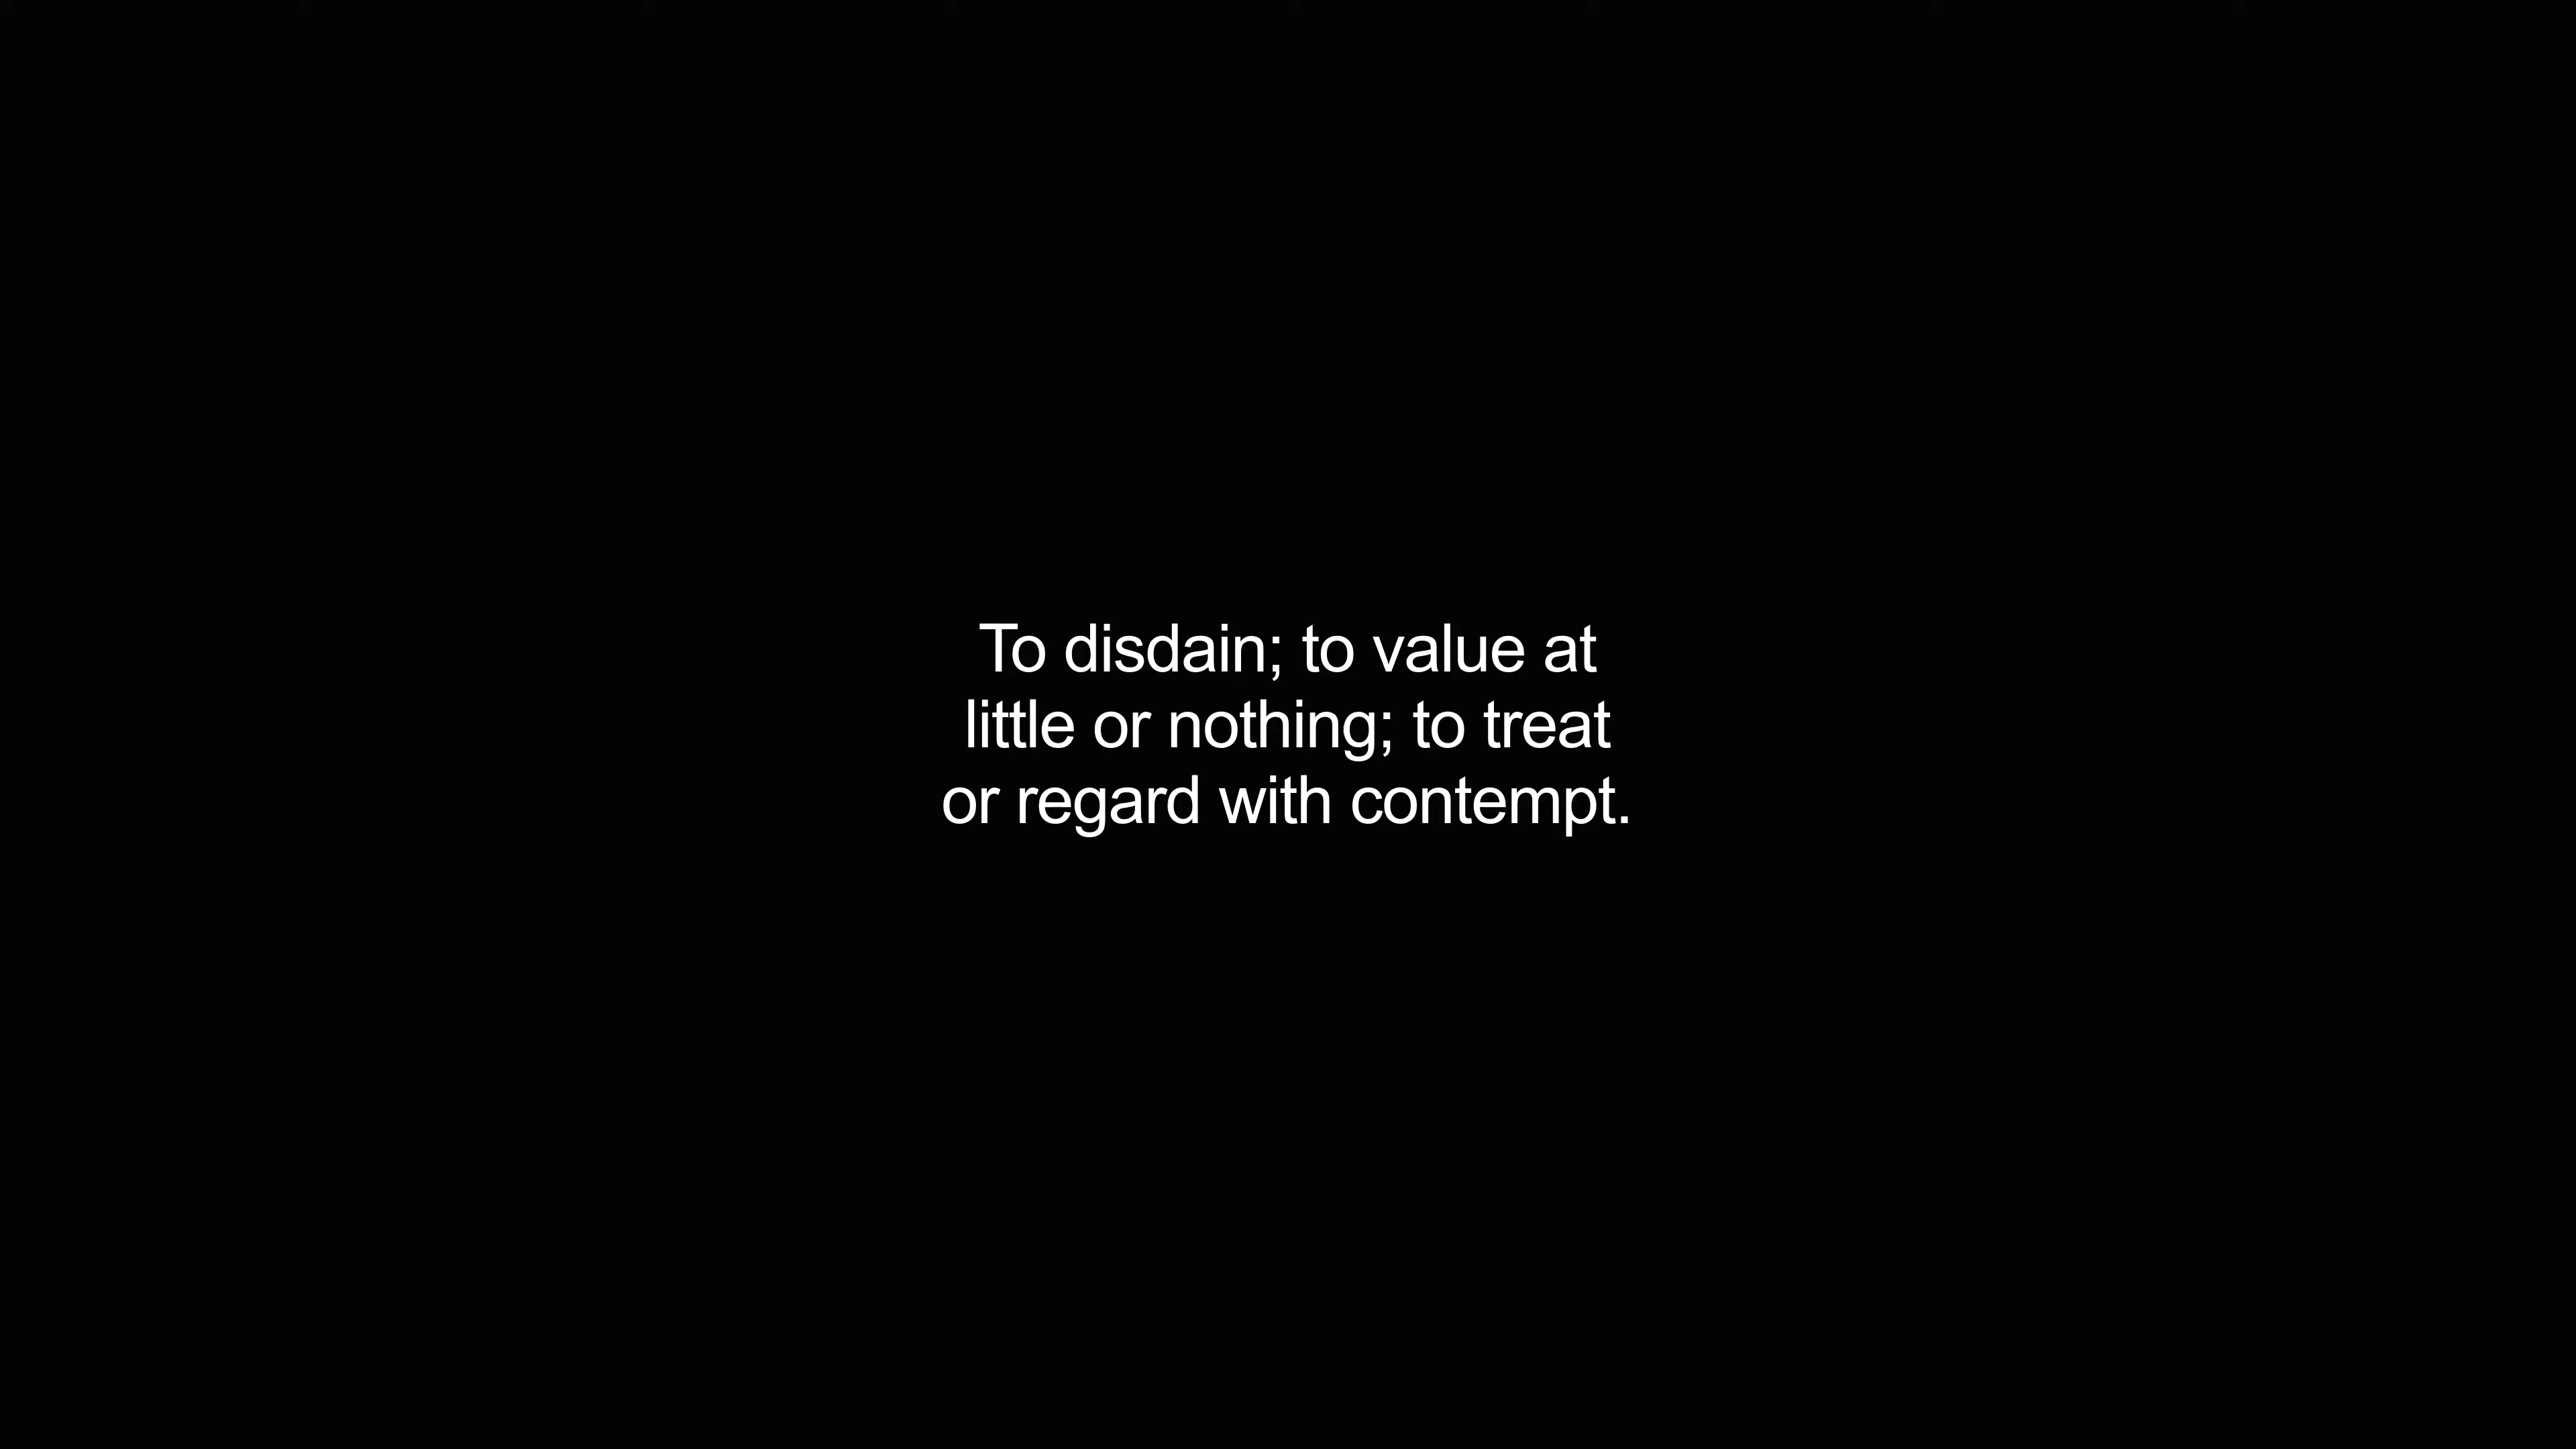 To disdain; to value at
little or nothing; to treat
or regard with contempt.